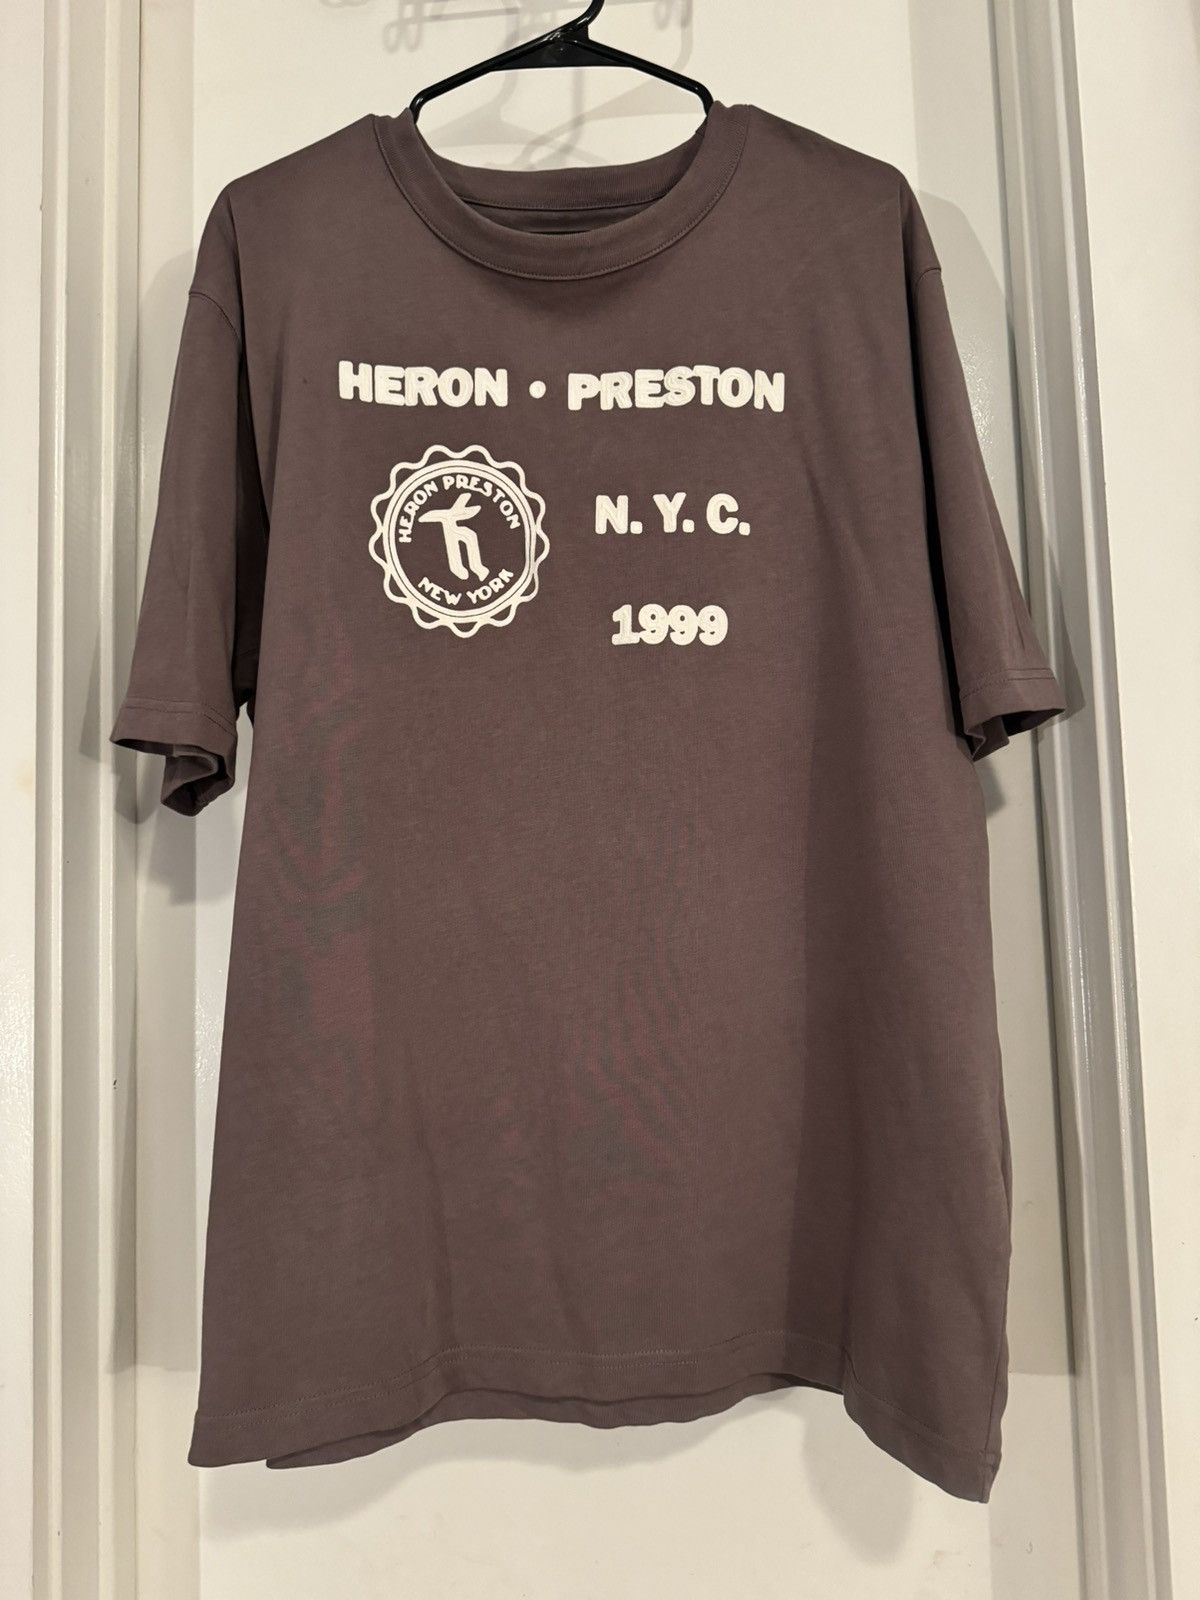 HERON • PRESTON
HERON PRESTON
NEW YORK
N. Y. C.
1999